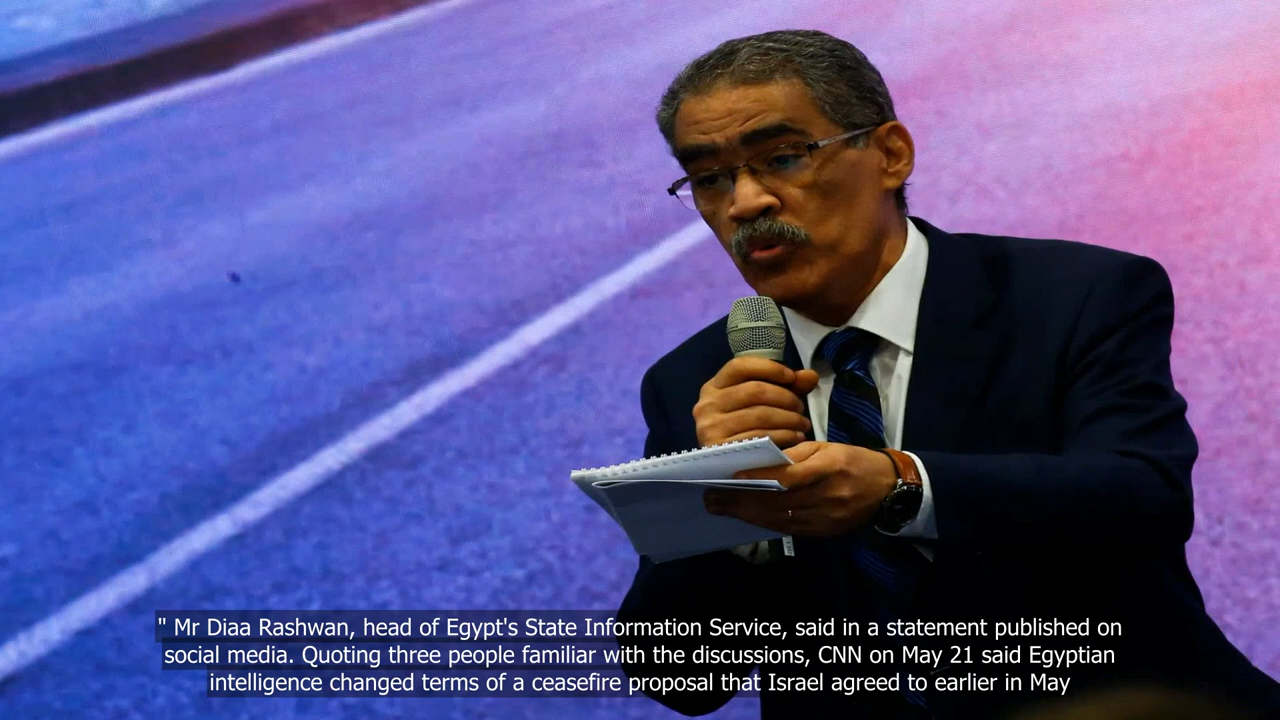 " Mr Diaa Rashwan, head of Egypt's State Information Service, said in a statement published on
social media. Quoting three people familiar with the discussions, CNN on May 21 said Egyptian
intelligence changed terms of a ceasefire proposal that Israel agreed to earlier in May